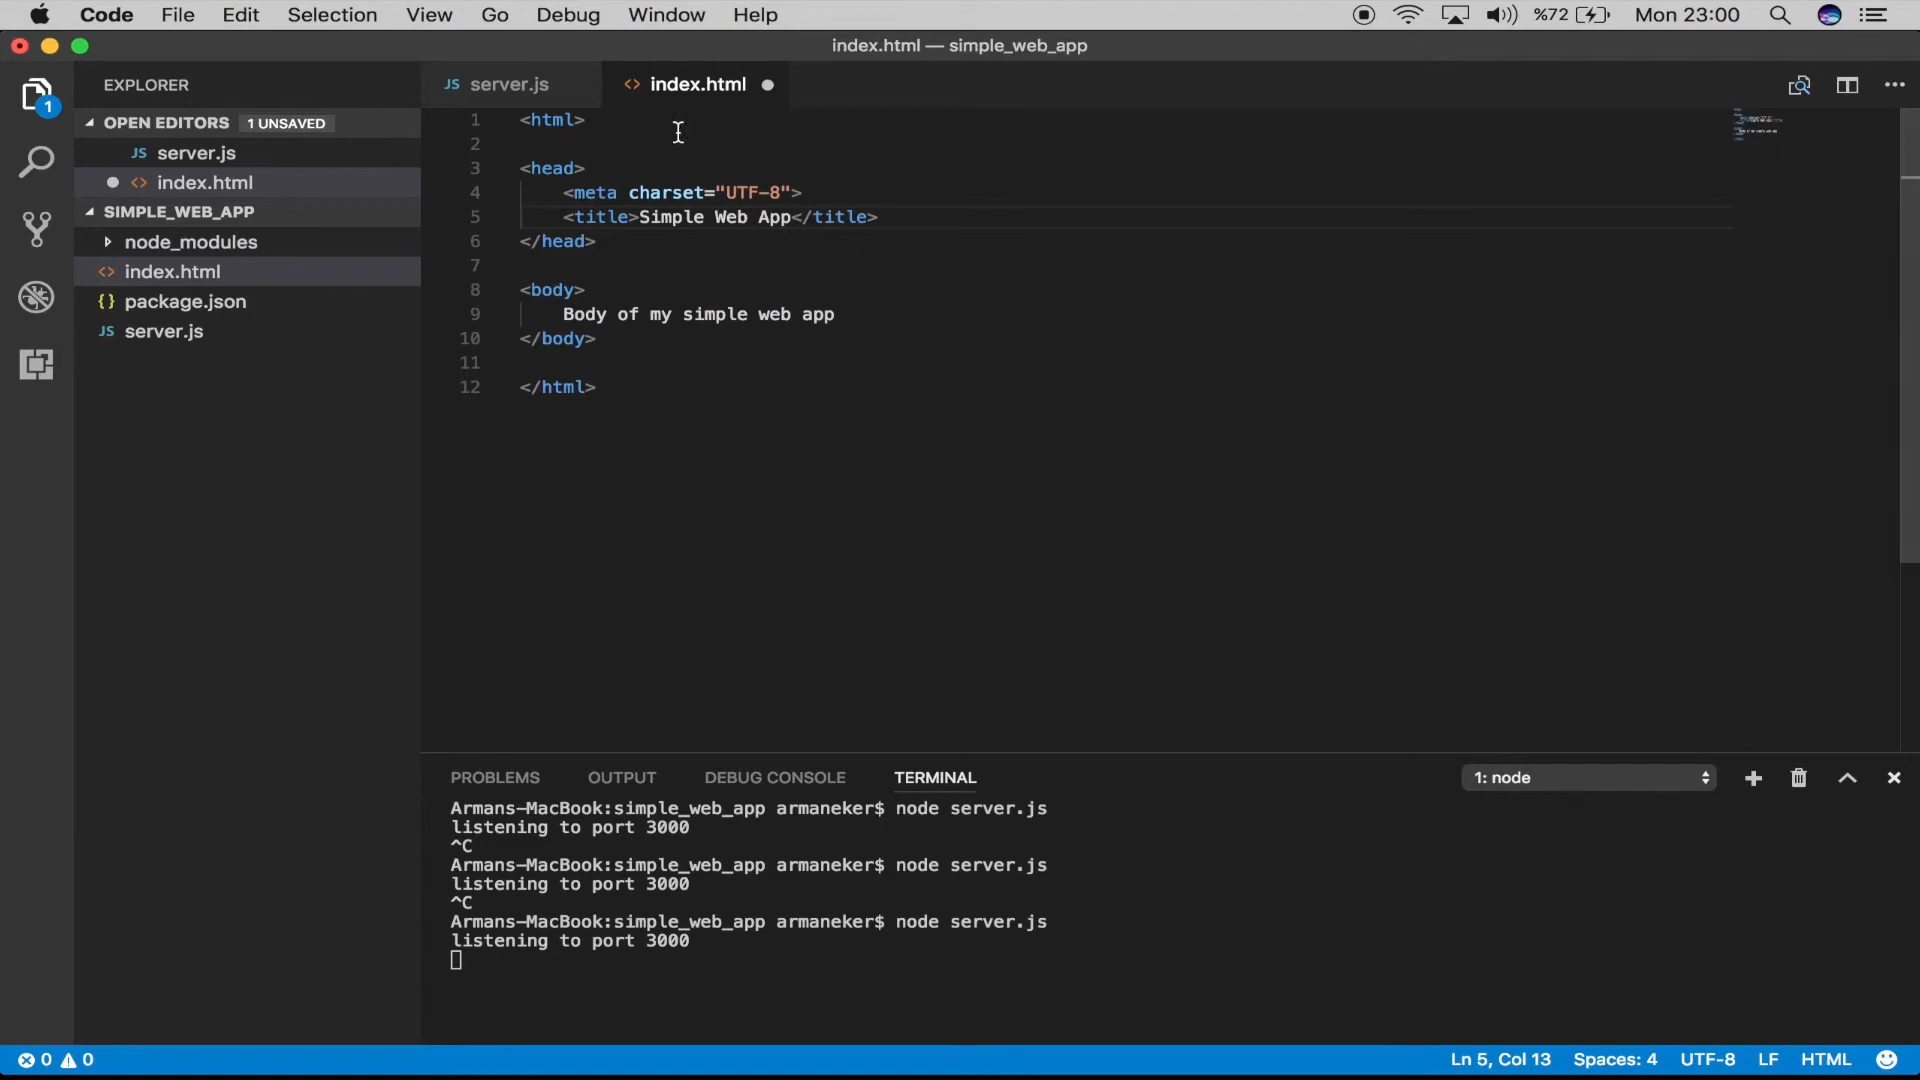 Code File Edit Selection View Go Debug Window Help %72 Mon 23:00
index.html — simple_web_app
EXPLORER
OPEN EDITORS 1 UNSAVED
JS server.js
<> index.html
SIMPLE_WEB_APP
node_modules
<> index.html
{} package.json
JS server.js
1
JS server.js <> index.html
1 <html>
2
3 <head>
4 <meta charset="UTF-8">
5 <title>Simple Web App</title>
6 </head>
7
8 <body>
9 Body of my simple web app
10 </body>
11
12 </html>
PROBLEMS OUTPUT DEBUG CONSOLE TERMINAL 1: node
Armans-MacBook:simple_web_app armaneker$ node server.js
listening to port 3000
^C
Armans-MacBook:simple_web_app armaneker$ node server.js
listening to port 3000
^C
Armans-MacBook:simple_web_app armaneker$ node server.js
listening to port 3000
0 0 Ln 5, Col 13 Spaces: 4 UTF-8 LF HTML